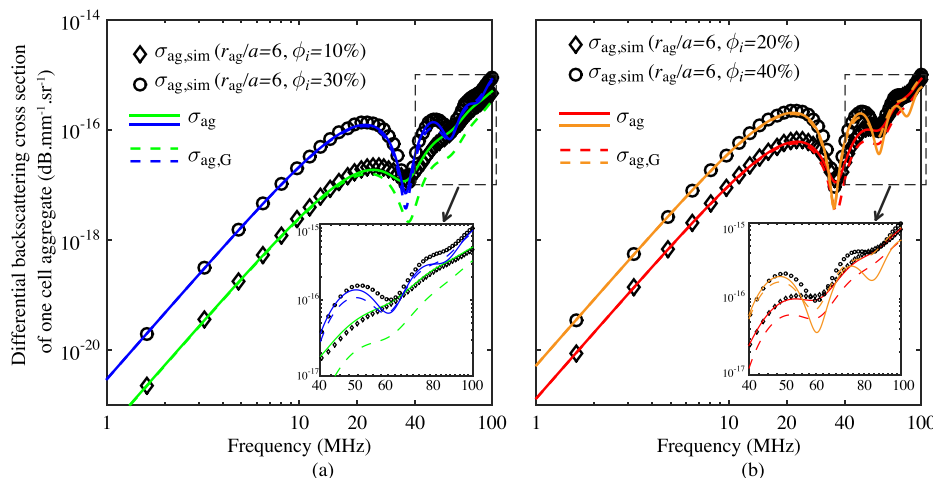 Differential backscattering cross section
of one cell aggregate (dB.mm⁻¹.sr⁻¹)
10⁻¹⁴
10⁻¹⁶
10⁻¹⁸
10⁻²⁰
σag,sim (rag/a=6, ϕi=10%)
σag,sim (rag/a=6, ϕi=30%)
σag
σag,G
10⁻¹⁵
10⁻¹⁶
10⁻¹⁷
40 50 60 80 100
1 10 20 40 100
Frequency (MHz)
(a)
σag,sim (rag/a=6, ϕi=20%)
σag,sim (rag/a=6, ϕi=40%)
σag
σag,G
10⁻¹⁵
10⁻¹⁶
10⁻¹⁷
40 50 60 80 100
1 10 20 40 100
Frequency (MHz)
(b)